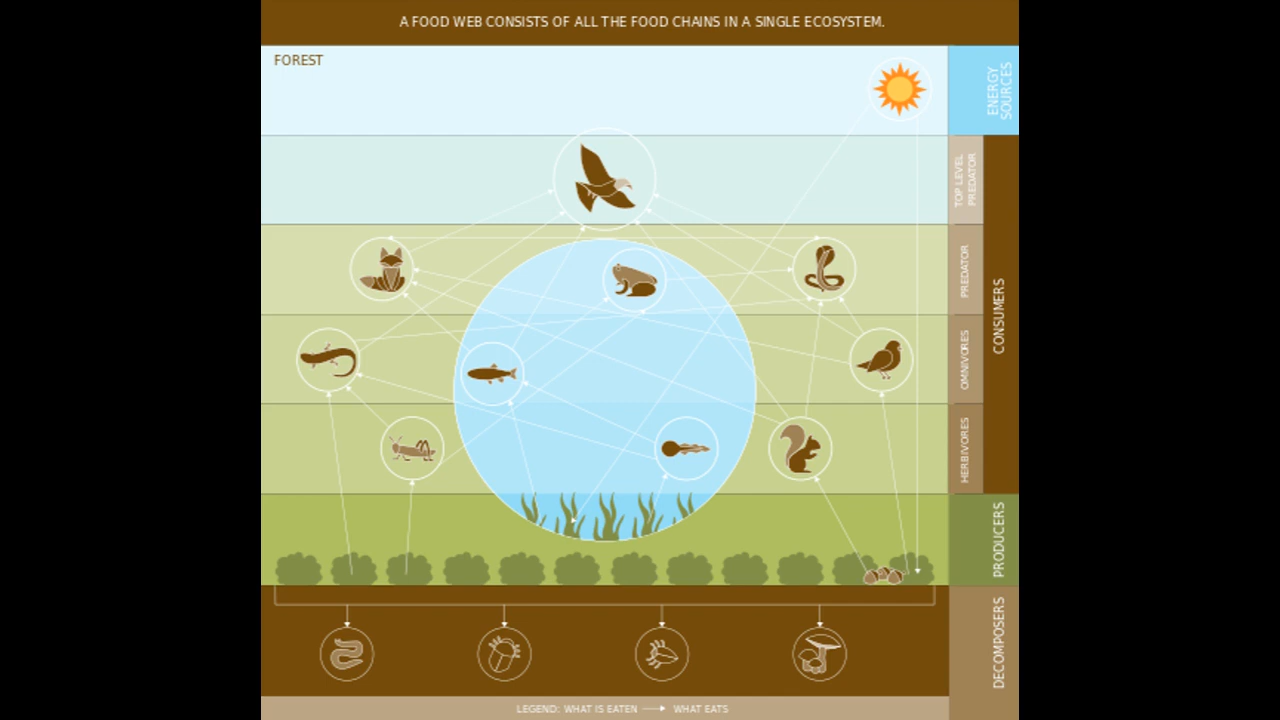 A FOOD WEB CONSISTS OF ALL THE FOOD CHAINS IN A SINGLE ECOSYSTEM.
FOREST
ENERGY
SOURCES
TOP LEVEL
PREDATOR
PREDATOR
OMNIVORES
HERBIVORES
CONSUMERS
PRODUCERS
DECOMPOSERS
LEGEND: WHAT IS EATEN → WHAT EATS